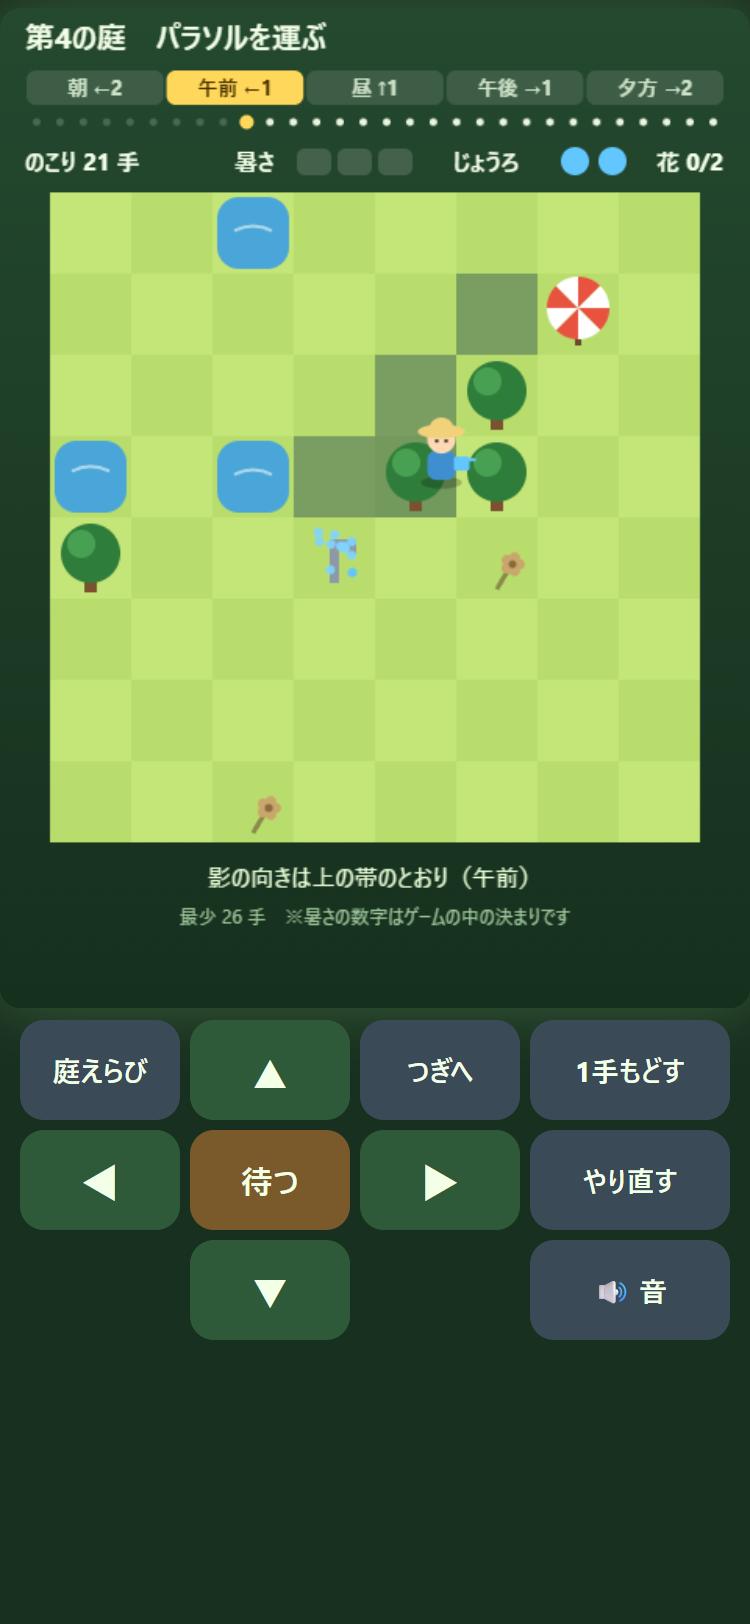 第4の庭　パラソルを運ぶ
朝 ←2　午前 ←1　昼 ↑1　午後 →1　夕方 →2
のこり 21 手　暑さ　じょうろ　花 0/2
影の向きは上の帯のとおり（午前）
最少 26 手　※暑さの数字はゲームの中の決まりです
庭えらび　▲　つぎへ　1手もどす
◀　待つ　▶　やり直す
▼　🔊 音